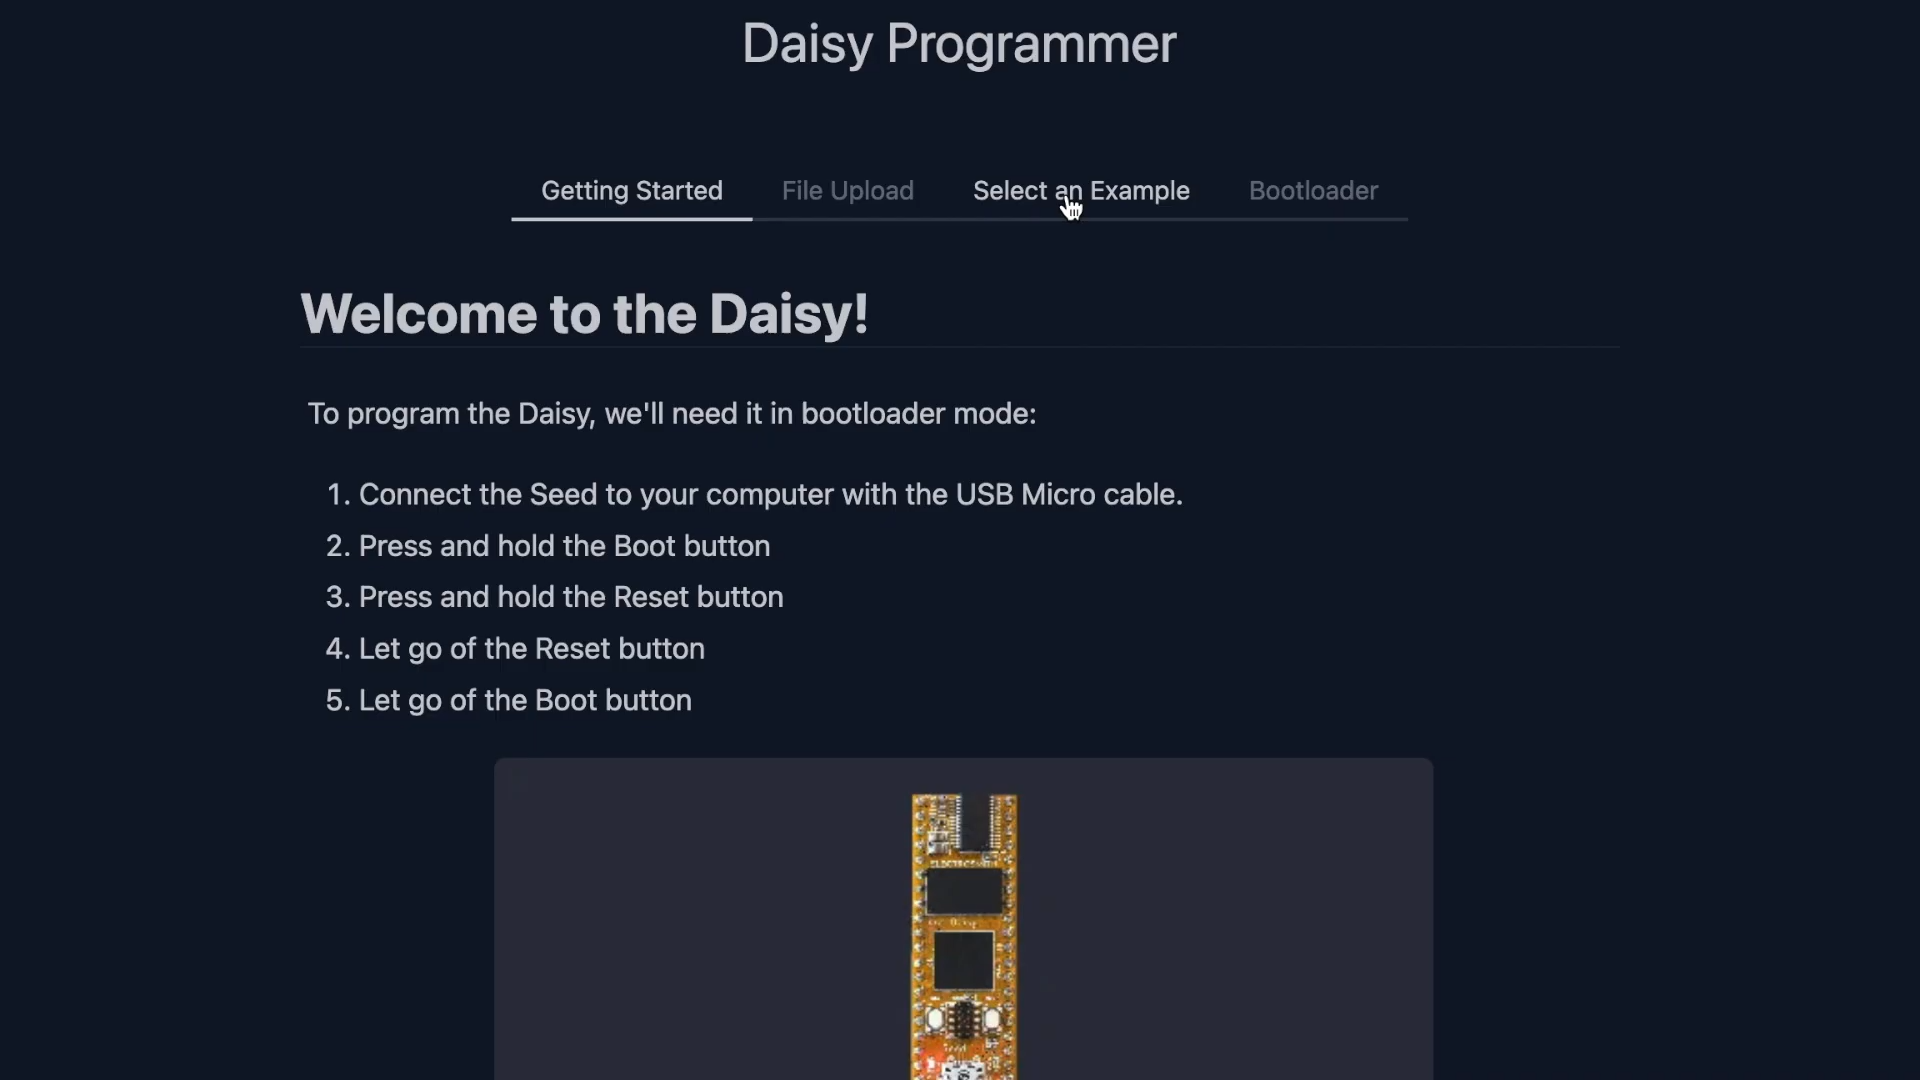 Daisy Programmer
Getting Started File Upload Select an Example Bootloader
Welcome to the Daisy!
To program the Daisy, we'll need it in bootloader mode:
1. Connect the Seed to your computer with the USB Micro cable.
2. Press and hold the Boot button
3. Press and hold the Reset button
4. Let go of the Reset button
5. Let go of the Boot button